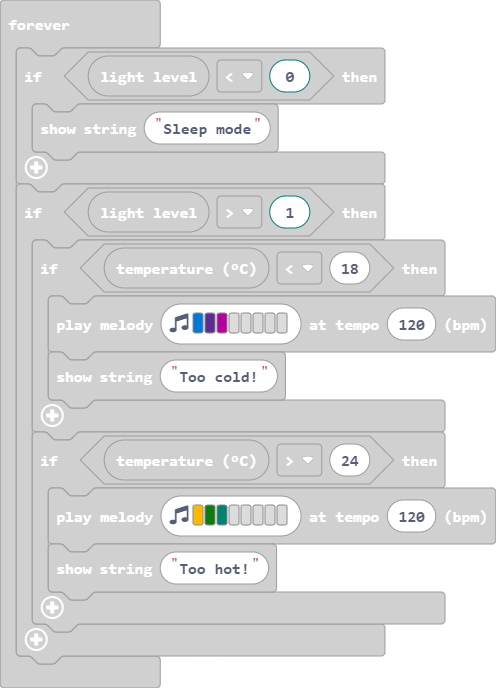 forever
if light level < 0 then
show string "Sleep mode"
if light level > 1 then
if temperature (ºC) < 18 then
play melody at tempo 120 (bpm)
show string "Too cold!"
if temperature (ºC) > 24 then
play melody at tempo 120 (bpm)
show string "Too hot!"